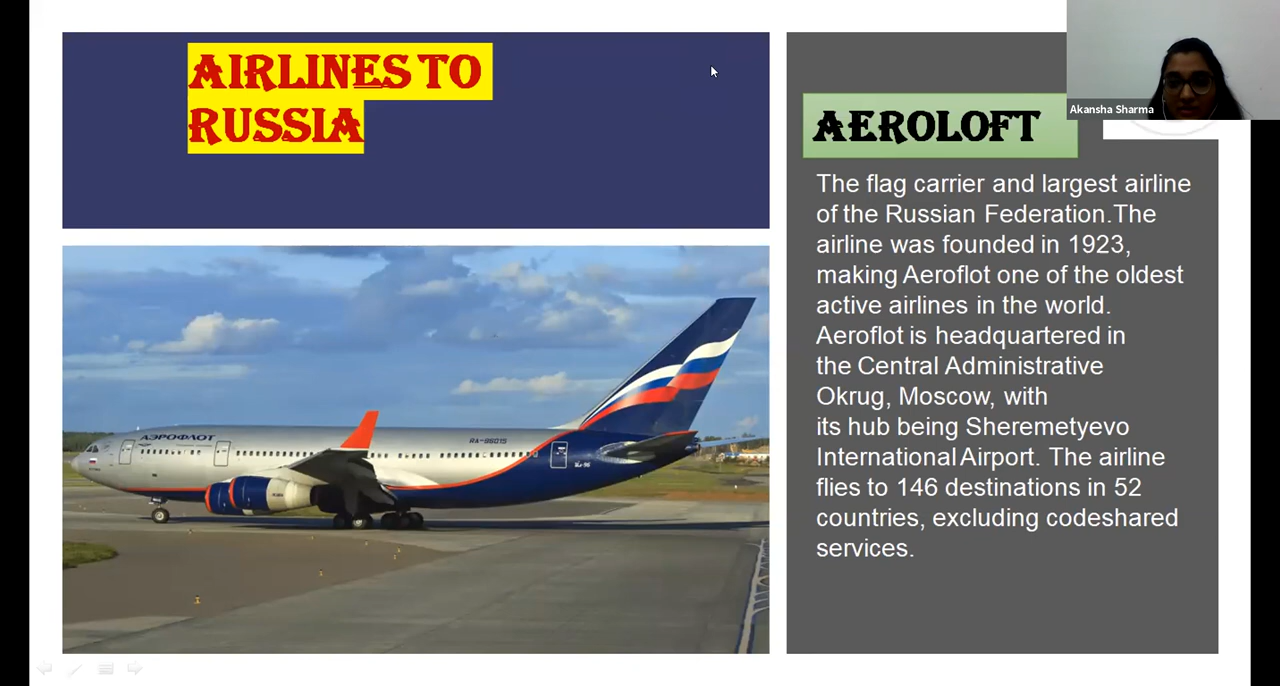 AIRLINES TO
RUSSIA
Akansha Sharma
AEROLOFT
The flag carrier and largest airline
of the Russian Federation.The
airline was founded in 1923,
making Aeroflot one of the oldest
active airlines in the world.
Aeroflot is headquartered in
the Central Administrative
Okrug, Moscow, with
its hub being Sheremetyevo
International Airport. The airline
flies to 146 destinations in 52
countries, excluding codeshared
services.
АЭРОФЛОТ
RA-96015